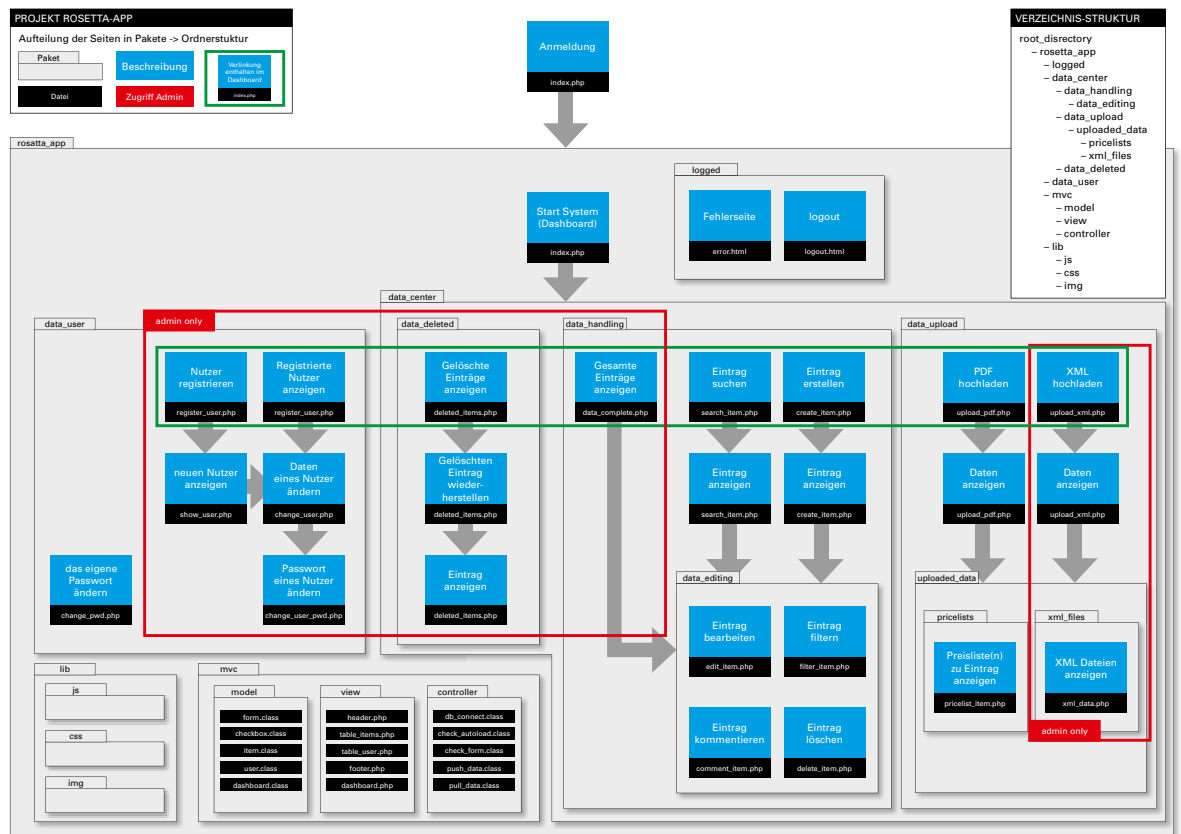 PROJEKT ROSETTA-APP
Aufteilung der Seiten in Pakete -> Ordnerstuktur
Paket
Datei
Beschreibung
Zugriff Admin
Verlinkung
enthalten im
Dashboard
index.php
Anmeldung
index.php
VERZEICHNIS-STRUKTUR
root_disrectory
– rosetta_app
– logged
– data_center
– data_handling
– data_editing
– data_upload
– uploaded_data
– pricelists
– xml_files
– data_deleted
– data_user
– mvc
– model
– view
– controller
– lib
– js
– css
– img
rosatta_app
Start System
(Dashboard)
index.php
logged
Fehlerseite
error.html
logout
logout.html
data_center
data_user
admin only
Nutzer
registrieren
register_user.php
Registrierte
Nutzer
anzeigen
register_user.php
neuen Nutzer
anzeigen
show_user.php
Daten
eines Nutzer
ändern
change_user.php
das eigene
Passwort
ändern
change_pwd.php
Passwort
eines Nutzer
ändern
change_user_pwd.php
data_deleted
Gelöschte
Einträge
anzeigen
deleted_items.php
Gelöschten
Eintrag
wieder-
herstellen
deleted_items.php
Eintrag
anzeigen
deleted_items.php
data_handling
Gesamte
Einträge
anzeigen
data_complete.php
Eintrag
suchen
search_item.php
Eintrag
erstellen
create_item.php
Eintrag
anzeigen
search_item.php
Eintrag
anzeigen
create_item.php
data_editing
Eintrag
bearbeiten
edit_item.php
Eintrag
filtern
filter_item.php
Eintrag
kommentieren
comment_item.php
Eintrag
löschen
delete_item.php
data_upload
PDF
hochladen
upload_pdf.php
XML
hochladen
upload_xml.php
Daten
anzeigen
upload_pdf.php
Daten
anzeigen
upload_xml.php
uploaded_data
pricelists
Preisliste(n)
zu Eintrag
anzeigen
pricelist_item.php
xml_files
XML Dateien
anzeigen
xml_data.php
admin only
lib
js
css
img
mvc
model
form.class
checkbox.class
item.class
user.class
dashboard.class
view
header.php
table_items.php
table_user.php
footer.php
dashboard.php
controller
db_connect.class
check_autoload.class
check_form.class
push_data.class
pull_data.class